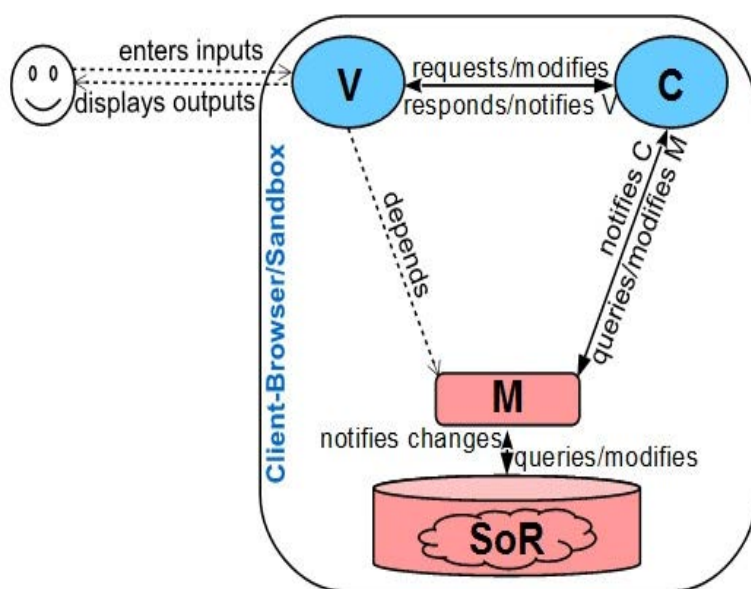 enters inputs
displays outputs
V
requests/modifies
responds/notifies V
C
Client-Browser/Sandbox
depends
notifies C
queries/modifies M
M
notifies changes
queries/modifies
SoR